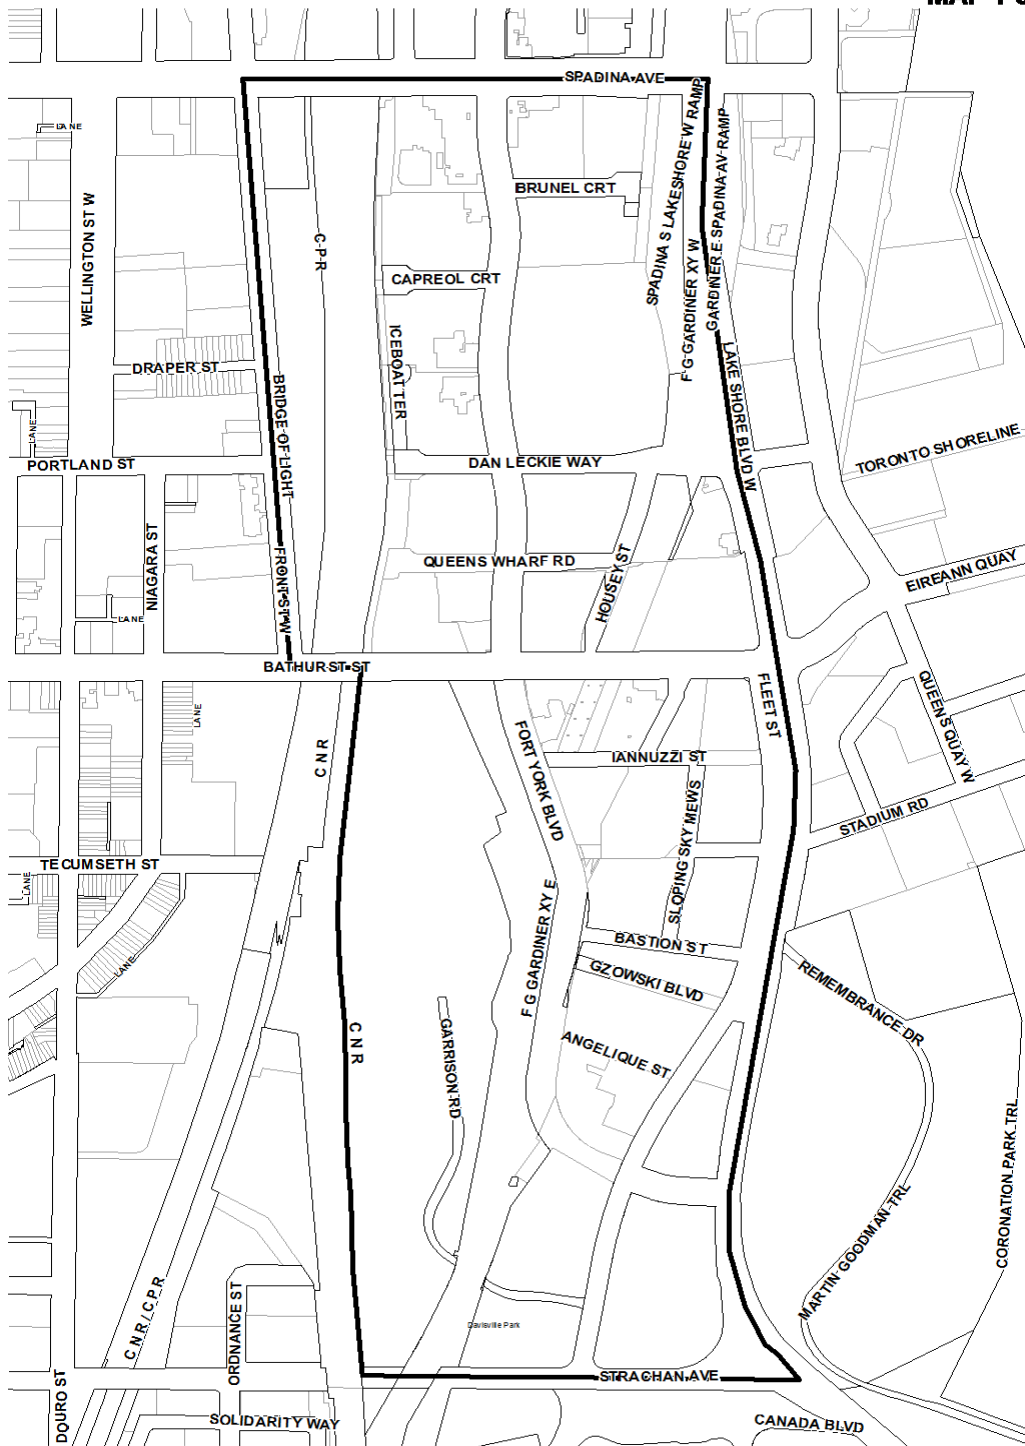 SPADINA AVE
LANE
SPADINA S LAKESHORE W RAMP
GARDINER E SPADINA AV RAMP
WELLINGTON ST W
BRUNEL CRT
C P R
CAPREOL CRT
F G GARDINER XY W
ICEBOAT TER
DRAPER ST
LAKE SHORE BLVD W
BRIDGE OF LIGHT
LANE
PORTLAND ST
DAN LECKIE WAY
TORONTO SHORELINE
NIAGARA ST
FRONT ST W
QUEENS WHARF RD
HOUSEY ST
EIREANN QUAY
LANE
BATHURST ST
FLEET ST
QUEENS QUAY W
LANE
C N R
FORT YORK BLVD
IANNUZZI ST
SLOPING SKY MEWS
STADIUM RD
TECUMSETH ST
LANE
F G GARDINER XY E
BASTION ST
LANE
GZOWSKI BLVD
REMEMBRANCE DR
C N R
GARRISON RD
ANGELIQUE ST
CORONATION PARK TRL
MARTIN GOODMAN TRL
C N R / C P R
ORDNANCE ST
Davisville Park
STRACHAN AVE
DOURO ST
SOLIDARITY WAY
CANADA BLVD